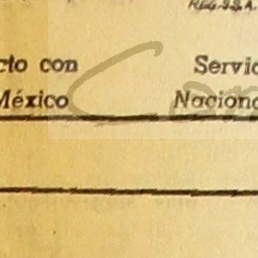 REG. S.S.A.
cto con Servic
México Naciona